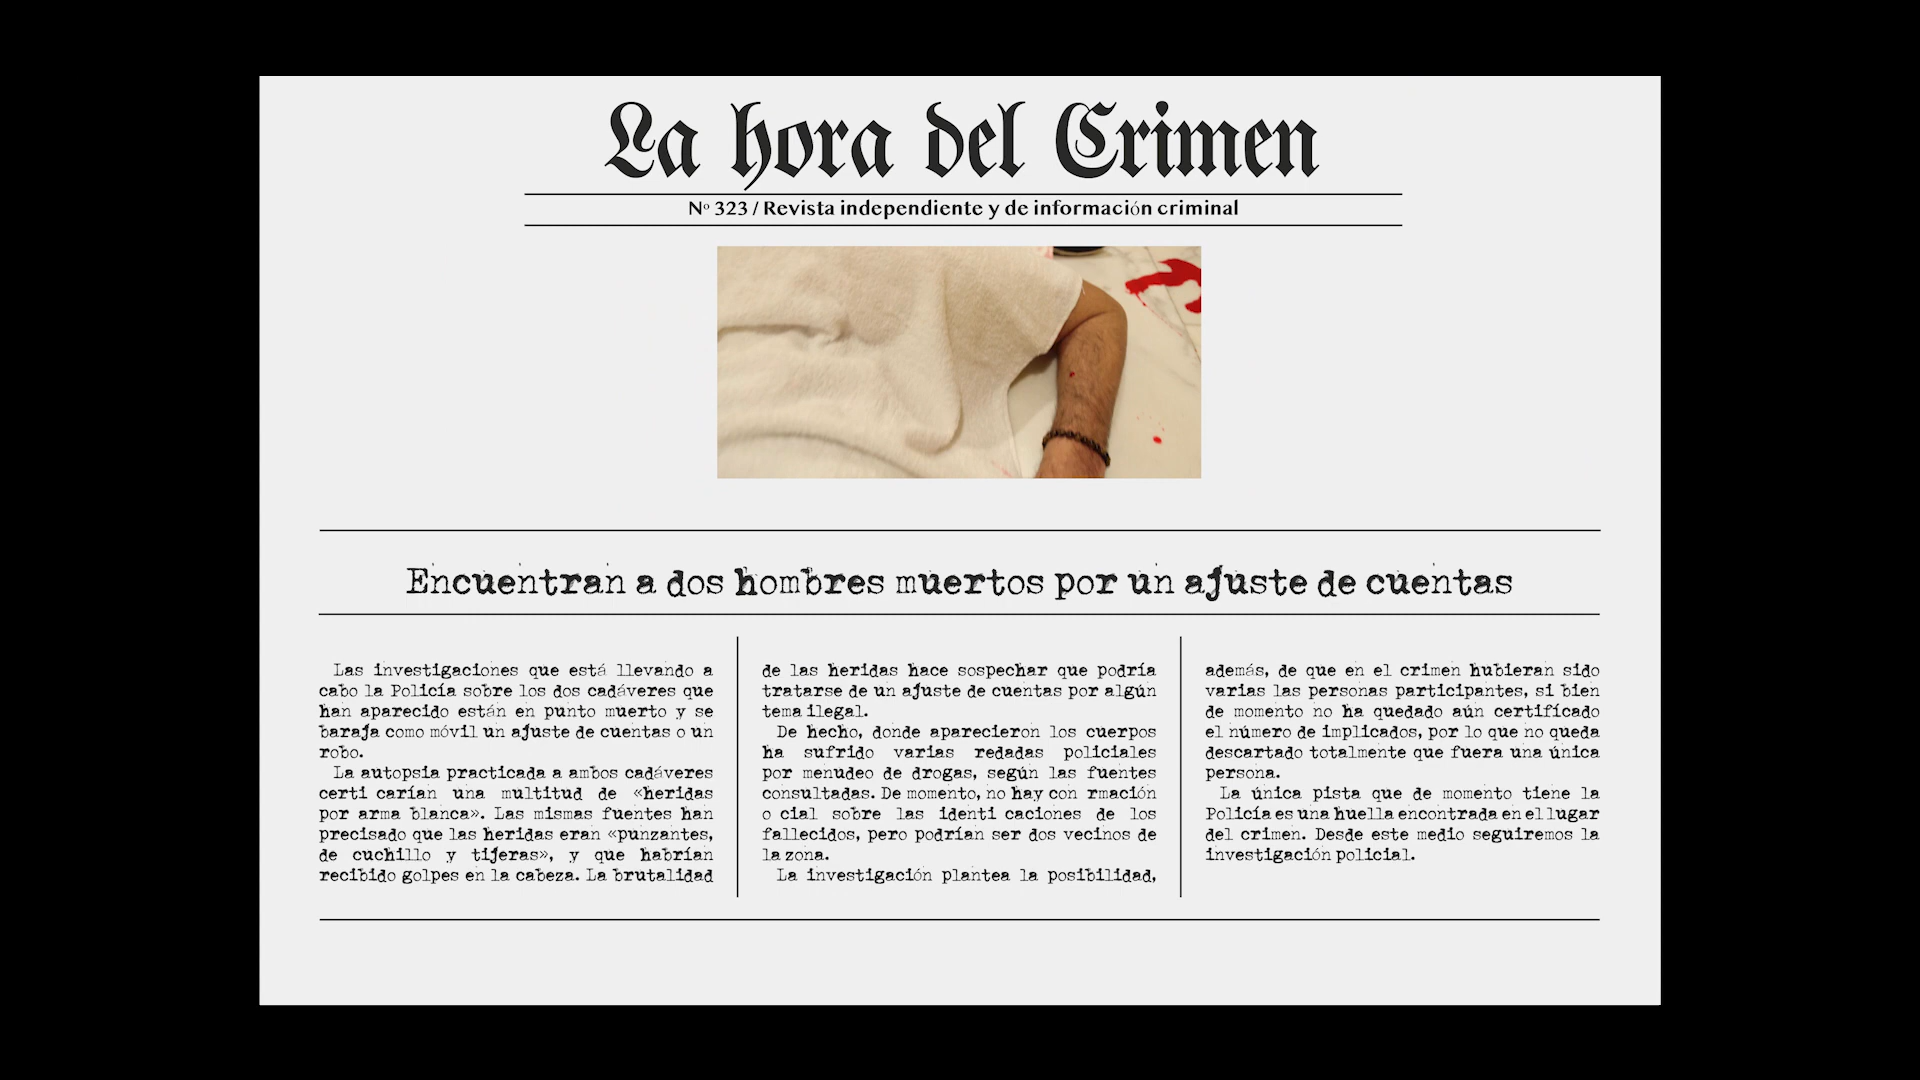 La hora del Crimen
Nº 323 / Revista independiente y de información criminal
Encuentran a dos hombres muertos por un ajuste de cuentas
Las investigaciones que está llevando a
cabo la Policía sobre los dos cadáveres que
han aparecido están en punto muerto y se
baraja como móvil un ajuste de cuentas o un
robo.
La autopsia practicada a ambos cadáveres
certi carían una multitud de «heridas
por arma blanca». Las mismas fuentes han
precisado que las heridas eran «punzantes,
de cuchillo y tijeras», y que habrían
recibido golpes en la cabeza. La brutalidad
de las heridas hace sospechar que podría
tratarse de un ajuste de cuentas por algún
tema ilegal.
De hecho, donde aparecieron los cuerpos
ha sufrido varias redadas policiales
por menudeo de drogas, según las fuentes
consultadas. De momento, no hay con rmación
o cial sobre las identi caciones de los
fallecidos, pero podrían ser dos vecinos de
la zona.
La investigación plantea la posibilidad,
además, de que en el crimen hubieran sido
varias las personas participantes, si bien
de momento no ha quedado aún certificado
el número de implicados, por lo que no queda
descartado totalmente que fuera una única
persona.
La única pista que de momento tiene la
Policía es una huella encontrada en el lugar
del crimen. Desde este medio seguiremos la
investigación policial.